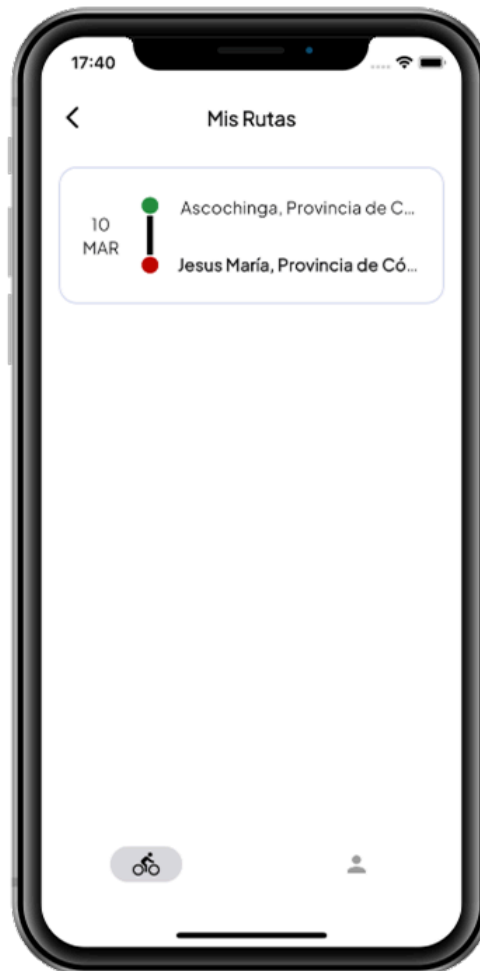 17:40
Mis Rutas
10
MAR
Ascochinga, Provincia de C...
Jesus María, Provincia de Có...